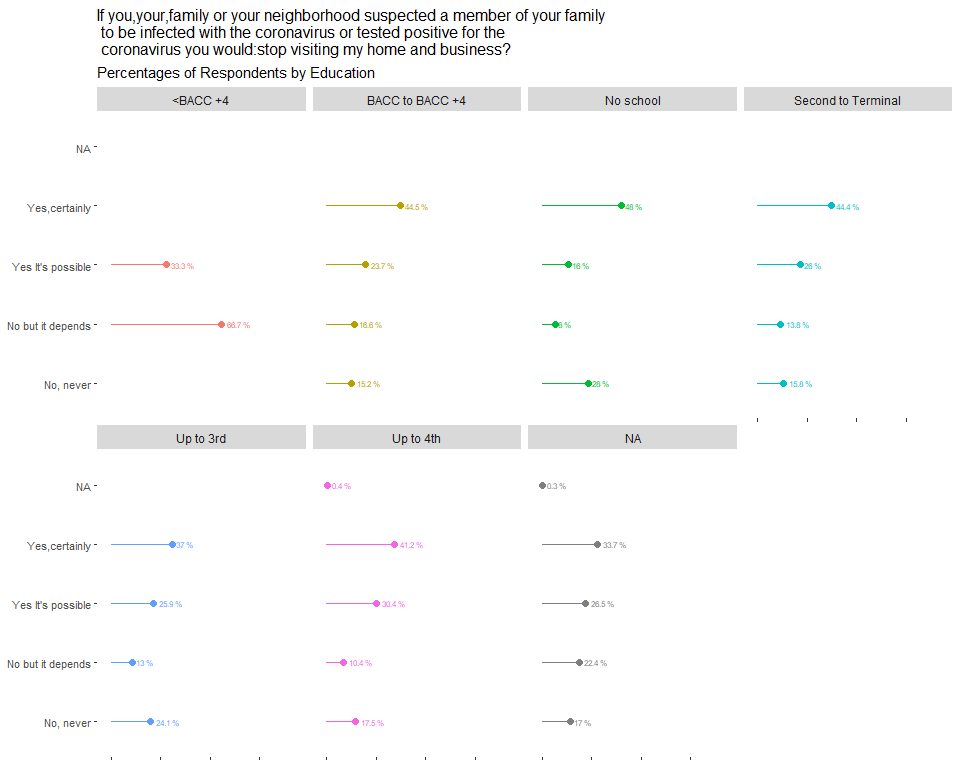 If you,your,family or your neighborhood suspected a member of your family
to be infected with the coronavirus or tested positive for the
coronavirus you would:stop visiting my home and business?
Percentages of Respondents by Education
<BACC +4
BACC to BACC +4
No school
Second to Terminal
NA
Yes,certainly
44.5 %
48 %
44.4 %
Yes It's possible
33.3 %
23.7 %
16 %
26 %
No but it depends
66.7 %
16.6 %
8 %
13.8 %
No, never
15.2 %
28 %
15.8 %
Up to 3rd
Up to 4th
NA
NA
0.4 %
0.3 %
Yes,certainly
37 %
41.2 %
33.7 %
Yes It's possible
25.9 %
30.4 %
26.5 %
No but it depends
13 %
10.4 %
22.4 %
No, never
24.1 %
17.5 %
17 %